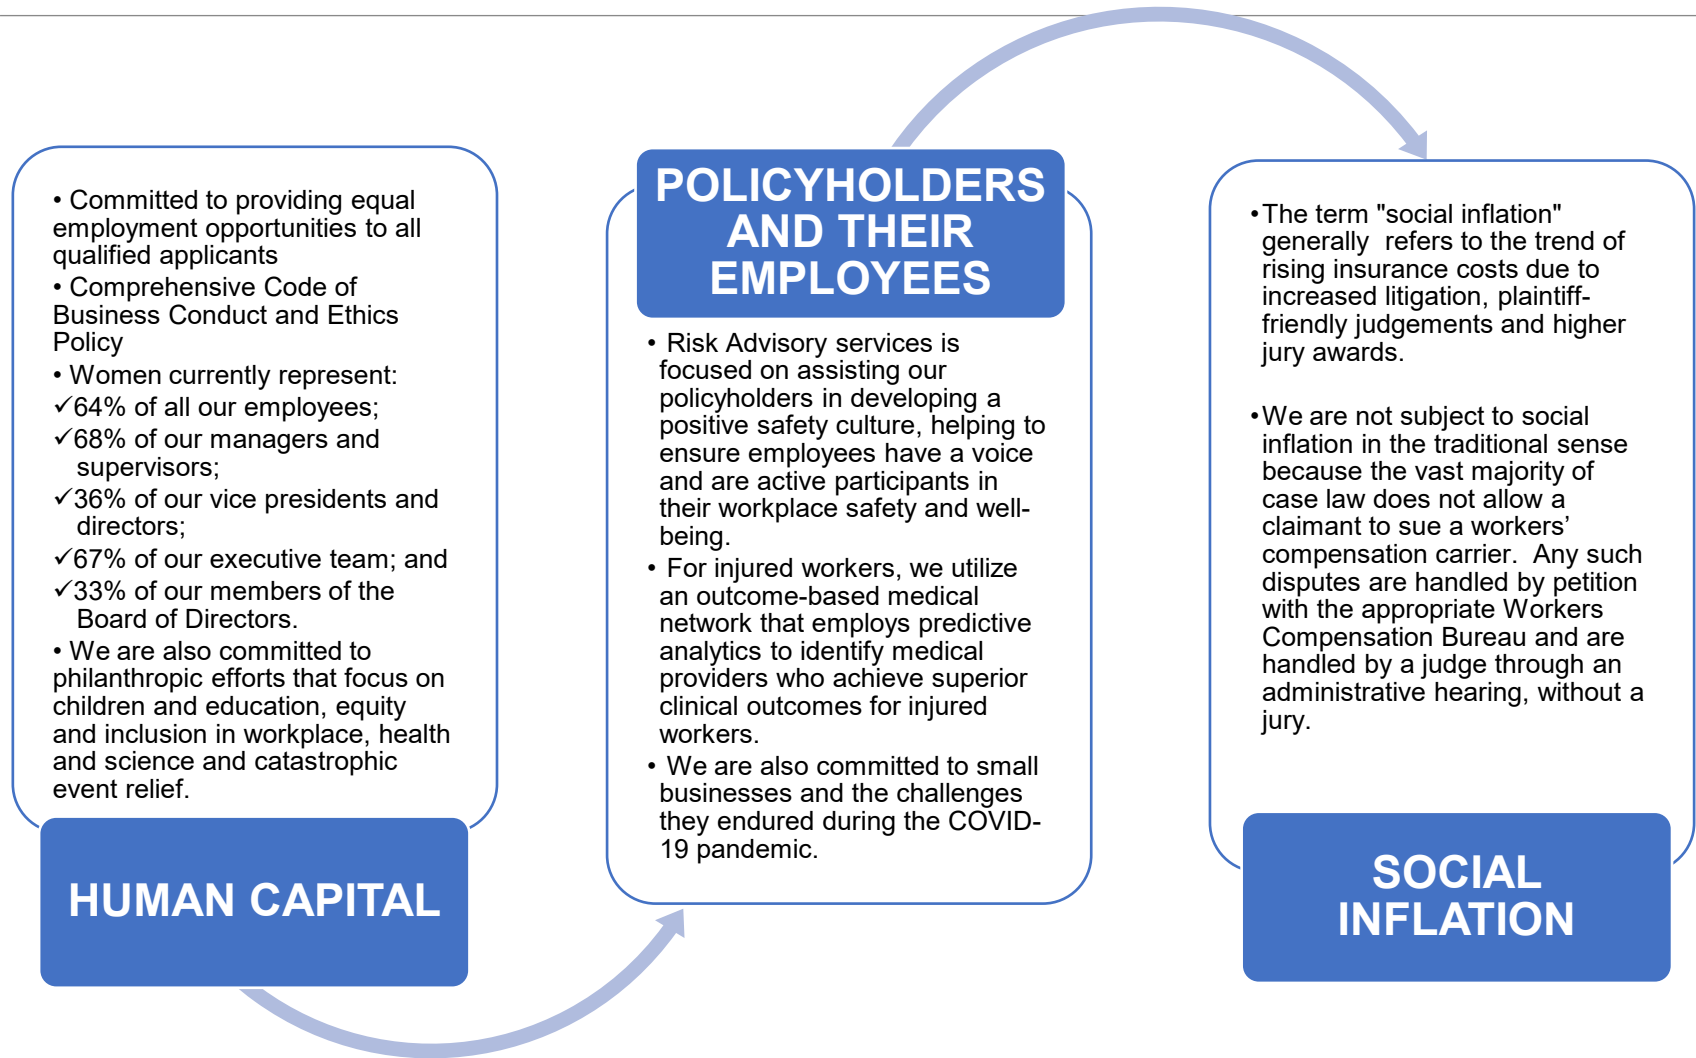 • Committed to providing equal
employment opportunities to all
qualified applicants
• Comprehensive Code of
Business Conduct and Ethics
Policy
• Women currently represent:
✓64% of all our employees;
✓68% of our managers and
supervisors;
✓36% of our vice presidents and
directors;
✓67% of our executive team; and
✓33% of our members of the
Board of Directors.
• We are also committed to
philanthropic efforts that focus on
children and education, equity
and inclusion in workplace, health
and science and catastrophic
event relief.
HUMAN CAPITAL
POLICYHOLDERS
AND THEIR
EMPLOYEES
• Risk Advisory services is
focused on assisting our
policyholders in developing a
positive safety culture, helping to
ensure employees have a voice
and are active participants in
their workplace safety and well-
being.
• For injured workers, we utilize
an outcome-based medical
network that employs predictive
analytics to identify medical
providers who achieve superior
clinical outcomes for injured
workers.
• We are also committed to small
businesses and the challenges
they endured during the COVID-
19 pandemic.
•The term "social inflation"
generally  refers to the trend of
rising insurance costs due to
increased litigation, plaintiff-
friendly judgements and higher
jury awards.
•We are not subject to social
inflation in the traditional sense
because the vast majority of
case law does not allow a
claimant to sue a workers’
compensation carrier.  Any such
disputes are handled by petition
with the appropriate Workers
Compensation Bureau and are
handled by a judge through an
administrative hearing, without a
jury.
SOCIAL
INFLATION